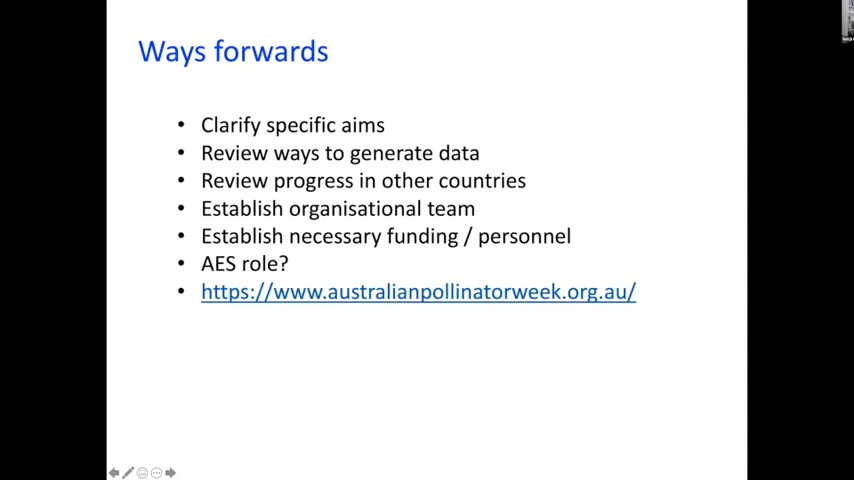 Ways forwards
• Clarify specific aims
• Review ways to generate data
• Review progress in other countries
• Establish organisational team
• Establish necessary funding / personnel
• AES role?
• https://www.australianpollinatorweek.org.au/